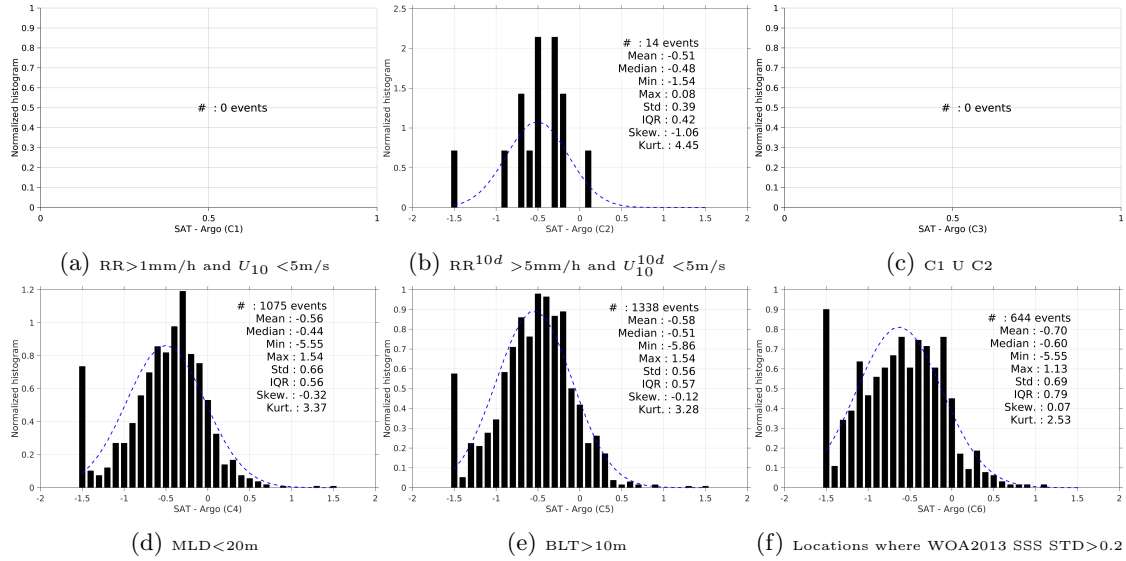 1
0.9
0.8
0.7
0.6
0.5
0.4
0.3
0.2
0.1
0
Normalized histogram
# : 0 events
0 0.5 1
SAT - Argo (C1)
(a) RR>1mm/h and U10 <5m/s
2.5
2
1.5
1
0.5
0
Normalized histogram
# : 14 events
Mean : -0.51
Median : -0.48
Min : -1.54
Max : 0.08
Std : 0.39
IQR : 0.42
Skew. : -1.06
Kurt. : 4.45
-2 -1.5 -1 -0.5 0 0.5 1 1.5 2
SAT - Argo (C2)
(b) RR10d >5mm/h and U10d10 <5m/s
1
0.9
0.8
0.7
0.6
0.5
0.4
0.3
0.2
0.1
0
Normalized histogram
# : 0 events
0 0.5 1
SAT - Argo (C3)
(c) C1 U C2
1.2
1
0.8
0.6
0.4
0.2
0
Normalized histogram
# : 1075 events
Mean : -0.56
Median : -0.44
Min : -5.55
Max : 1.54
Std : 0.66
IQR : 0.56
Skew. : -0.32
Kurt. : 3.37
-2 -1.5 -1 -0.5 0 0.5 1 1.5 2
SAT - Argo (C4)
(d) MLD<20m
1
0.9
0.8
0.7
0.6
0.5
0.4
0.3
0.2
0.1
0
Normalized histogram
# : 1338 events
Mean : -0.58
Median : -0.51
Min : -5.86
Max : 1.54
Std : 0.56
IQR : 0.57
Skew. : -0.12
Kurt. : 3.28
-2 -1.5 -1 -0.5 0 0.5 1 1.5 2
SAT - Argo (C5)
(e) BLT>10m
1
0.9
0.8
0.7
0.6
0.5
0.4
0.3
0.2
0.1
0
Normalized histogram
# : 644 events
Mean : -0.70
Median : -0.60
Min : -5.55
Max : 1.13
Std : 0.69
IQR : 0.79
Skew. : 0.07
Kurt. : 2.53
-2 -1.5 -1 -0.5 0 0.5 1 1.5 2
SAT - Argo (C6)
(f) Locations where WOA2013 SSS STD>0.2